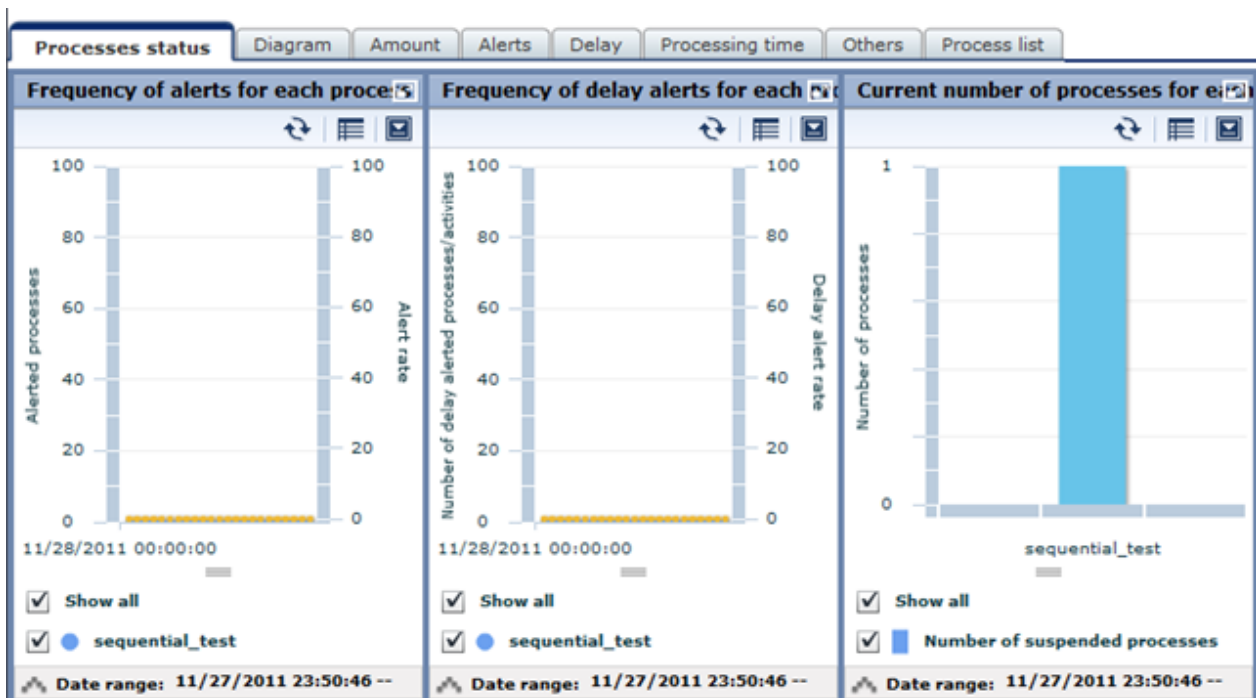 Processes status Diagram Amount Alerts Delay Processing time Others Process list
Frequency of alerts for each proce
100
80
60
40
20
0
Alerted processes
100
80
60
40
20
0
Alert rate
11/28/2011 00:00:00
Show all
sequential_test
Date range: 11/27/2011 23:50:46 --
Frequency of delay alerts for each
100
80
60
40
20
0
Number of delay alerted processes/activities
100
80
60
40
20
0
Delay alert rate
11/28/2011 00:00:00
Show all
sequential_test
Date range: 11/27/2011 23:50:46 --
Current number of processes for
1
0
Number of processes
sequential_test
Show all
Number of suspended processes
Date range: 11/27/2011 23:50:46 --